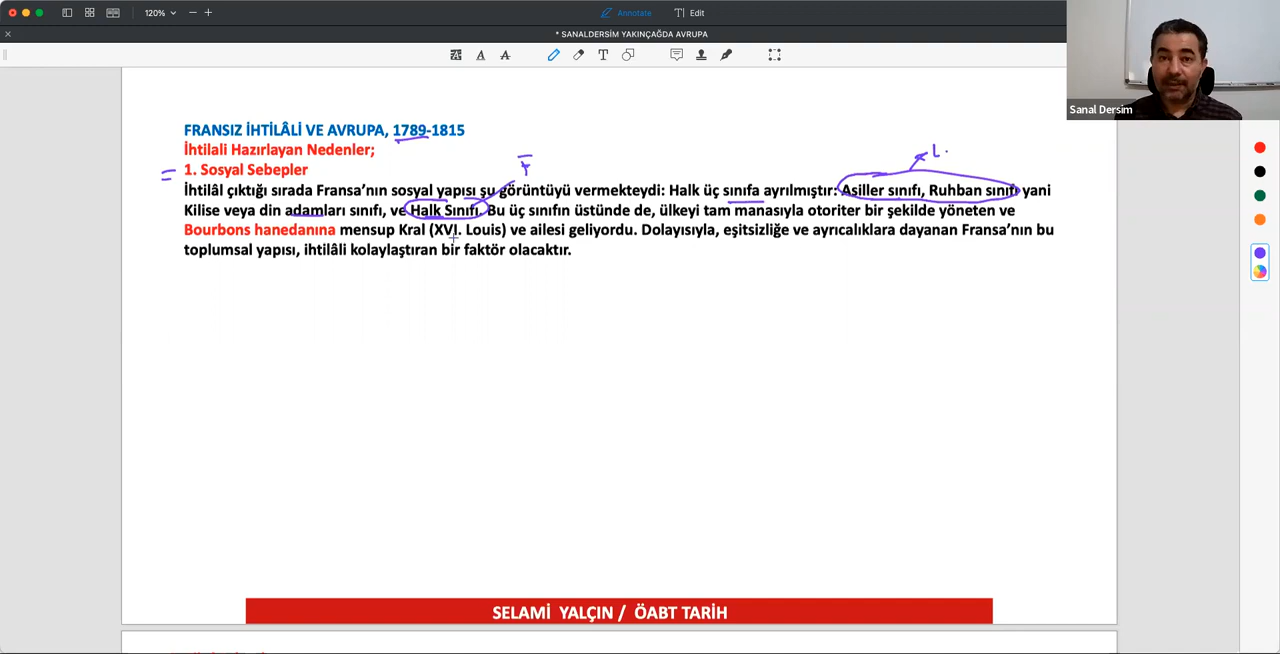 120%
Annotate
Edit
* SANALDERSİM YAKINÇAĞDA AVRUPA
Sanal Dersim
FRANSIZ İHTİLÂLİ VE AVRUPA, 1789-1815
İhtilali Hazırlayan Nedenler;
1. Sosyal Sebepler
İhtilâl çıktığı sırada Fransa’nın sosyal yapısı şu görüntüyü vermekteydi: Halk üç sınıfa ayrılmıştır: Asiller sınıfı, Ruhban sınıfı yani
Kilise veya din adamları sınıfı, ve Halk Sınıfı. Bu üç sınıfın üstünde de, ülkeyi tam manasıyla otoriter bir şekilde yöneten ve
Bourbons hanedanına mensup Kral (XVI. Louis) ve ailesi geliyordu. Dolayısıyla, eşitsizliğe ve ayrıcalıklara dayanan Fransa’nın bu
toplumsal yapısı, ihtilâli kolaylaştıran bir faktör olacaktır.
SELAMİ YALÇIN / ÖABT TARİH